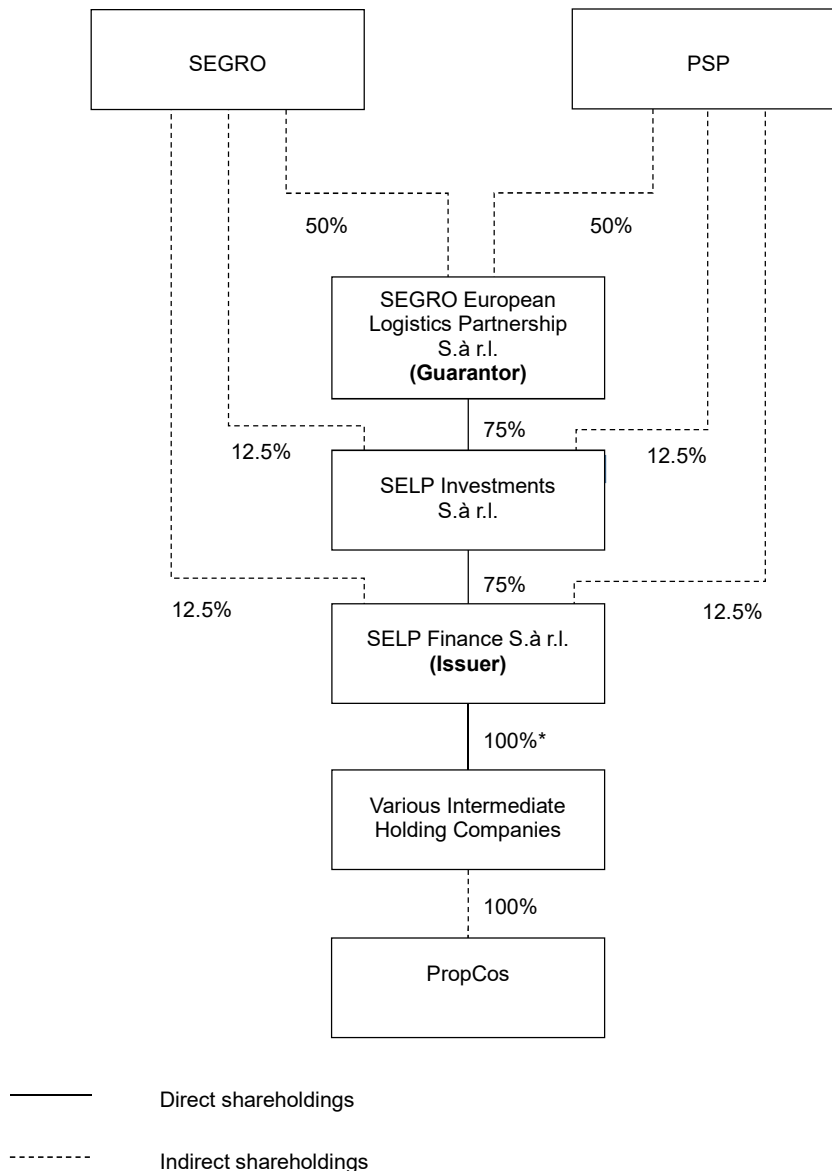 SEGRO
PSP
50%
50%
SEGRO European
Logistics Partnership
S.à r.l.
(Guarantor)
75%
12.5%
12.5%
SELP Investments
S.à r.l.
75%
12.5%
12.5%
SELP Finance S.à r.l.
(Issuer)
100%*
Various Intermediate
Holding Companies
100%
PropCos
Direct shareholdings
Indirect shareholdings